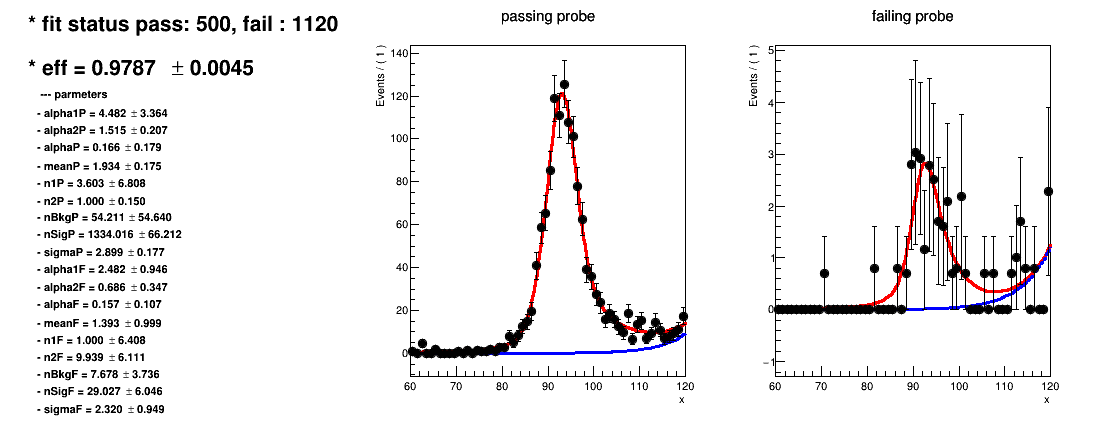 * fit status pass: 500, fail : 1120
* eff = 0.9787 ± 0.0045
--- parmeters
- alpha1P = 4.482 ± 3.364
- alpha2P = 1.515 ± 0.207
- alphaP = 0.166 ± 0.179
- meanP = 1.934 ± 0.175
- n1P = 3.603 ± 6.808
- n2P = 1.000 ± 0.150
- nBkgP = 54.211 ± 54.640
- nSigP = 1334.016 ± 66.212
- sigmaP = 2.899 ± 0.177
- alpha1F = 2.482 ± 0.946
- alpha2F = 0.686 ± 0.347
- alphaF = 0.157 ± 0.107
- meanF = 1.393 ± 0.999
- n1F = 1.000 ± 6.408
- n2F = 9.939 ± 6.111
- nBkgF = 7.678 ± 3.736
- nSigF = 29.027 ± 6.046
- sigmaF = 2.320 ± 0.949
passing probe
Events / ( 1 )
140
120
100
80
60
40
20
0
60 70 80 90 100 110 120
x
failing probe
Events / ( 1 )
5
4
3
2
1
0
−1
60 70 80 90 100 110 120
x